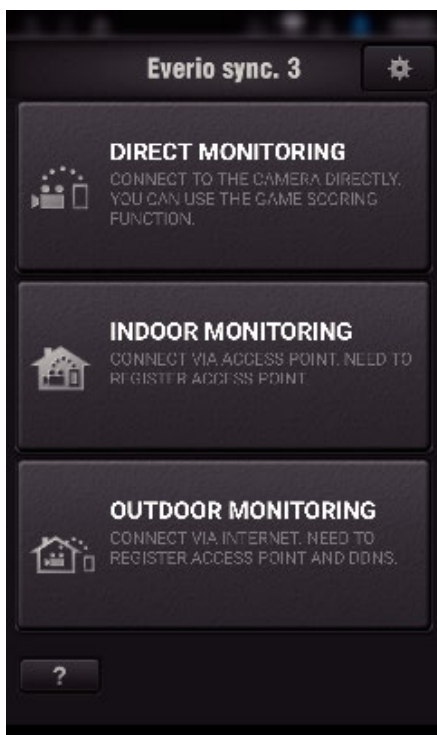 Everio sync. 3
DIRECT MONITORING
CONNECT TO THE CAMERA DIRECTLY.
YOU CAN USE THE GAME SCORING
FUNCTION.
INDOOR MONITORING
CONNECT VIA ACCESS POINT. NEED TO
REGISTER ACCESS POINT.
OUTDOOR MONITORING
CONNECT VIA INTERNET. NEED TO
REGISTER ACCESS POINT AND DDNS.
?